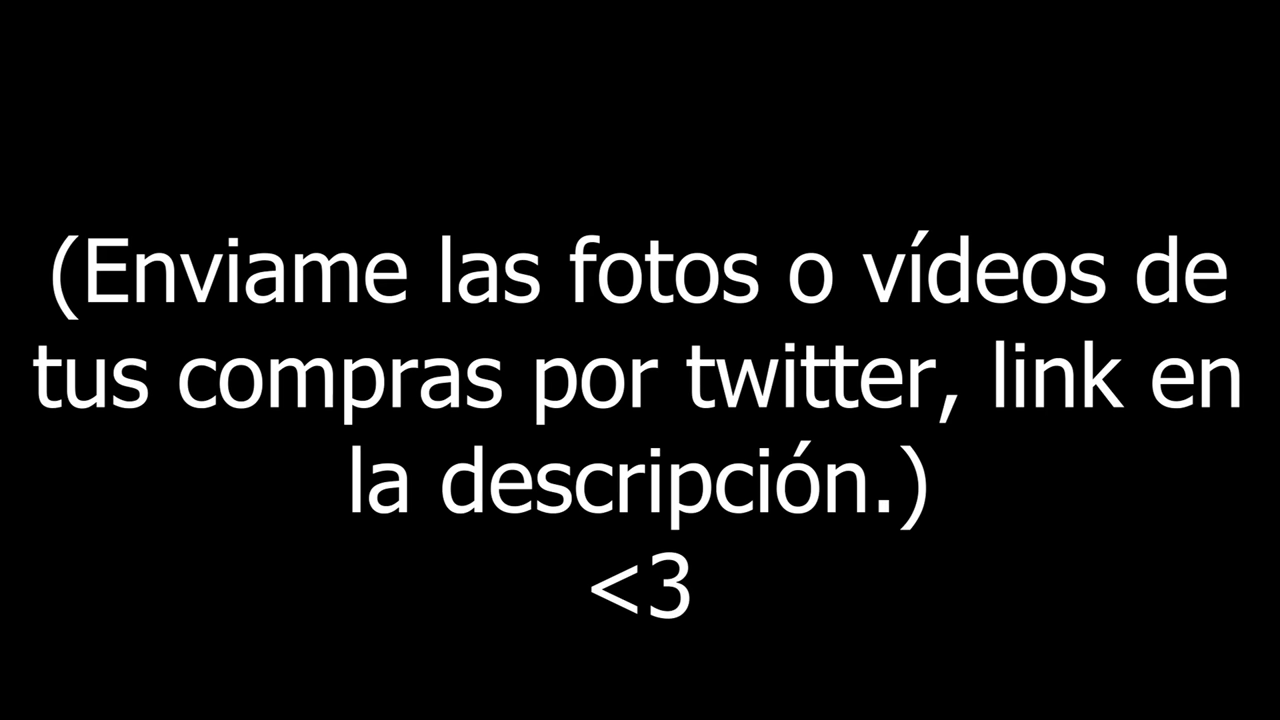 (Enviame las fotos o vídeos de
tus compras por twitter, link en
la descripción.)
<3